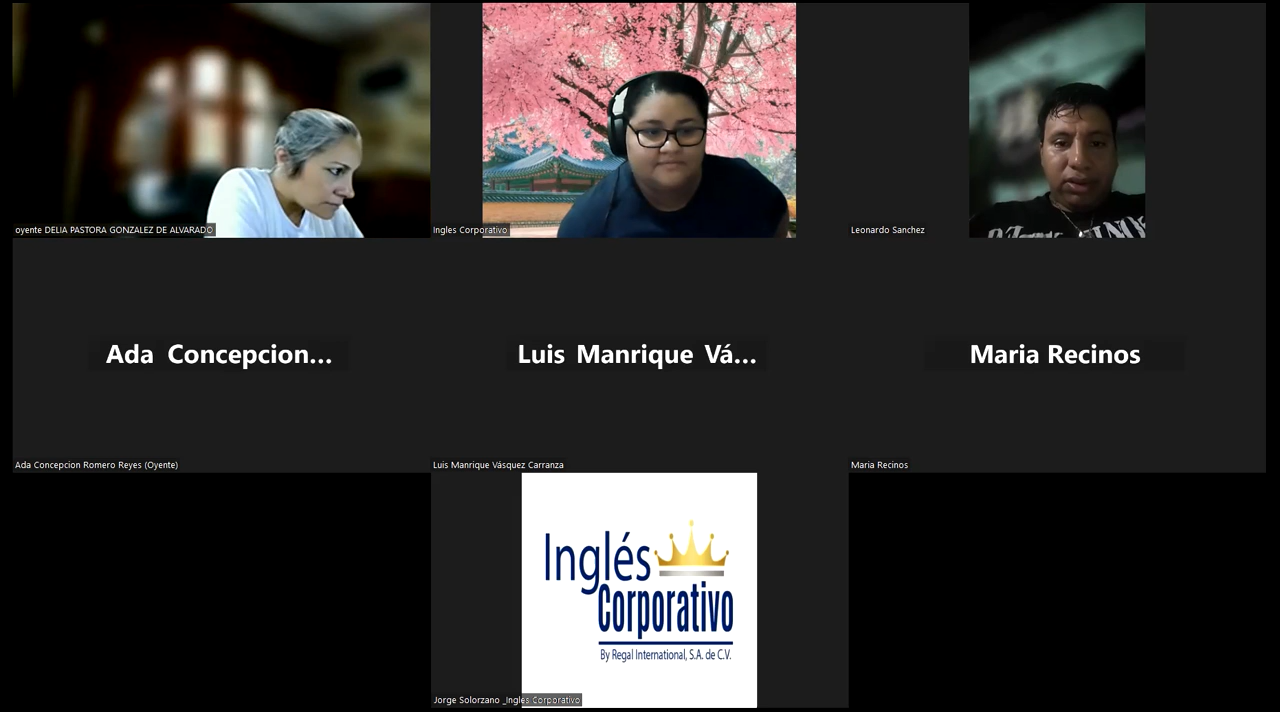 oyente DELIA PASTORA GONZALEZ DE ALVARADO
Ingles Corporativo
Leonardo Sanchez
Ada Concepcion...
Luis Manrique Vá...
Maria Recinos
Ada Concepcion Romero Reyes (Oyente)
Luis Manrique Vásquez Carranza
Maria Recinos
Inglés
Corporativo
By Regal International, S.A. de C.V.
Jorge Solorzano _Ingles Corporativo